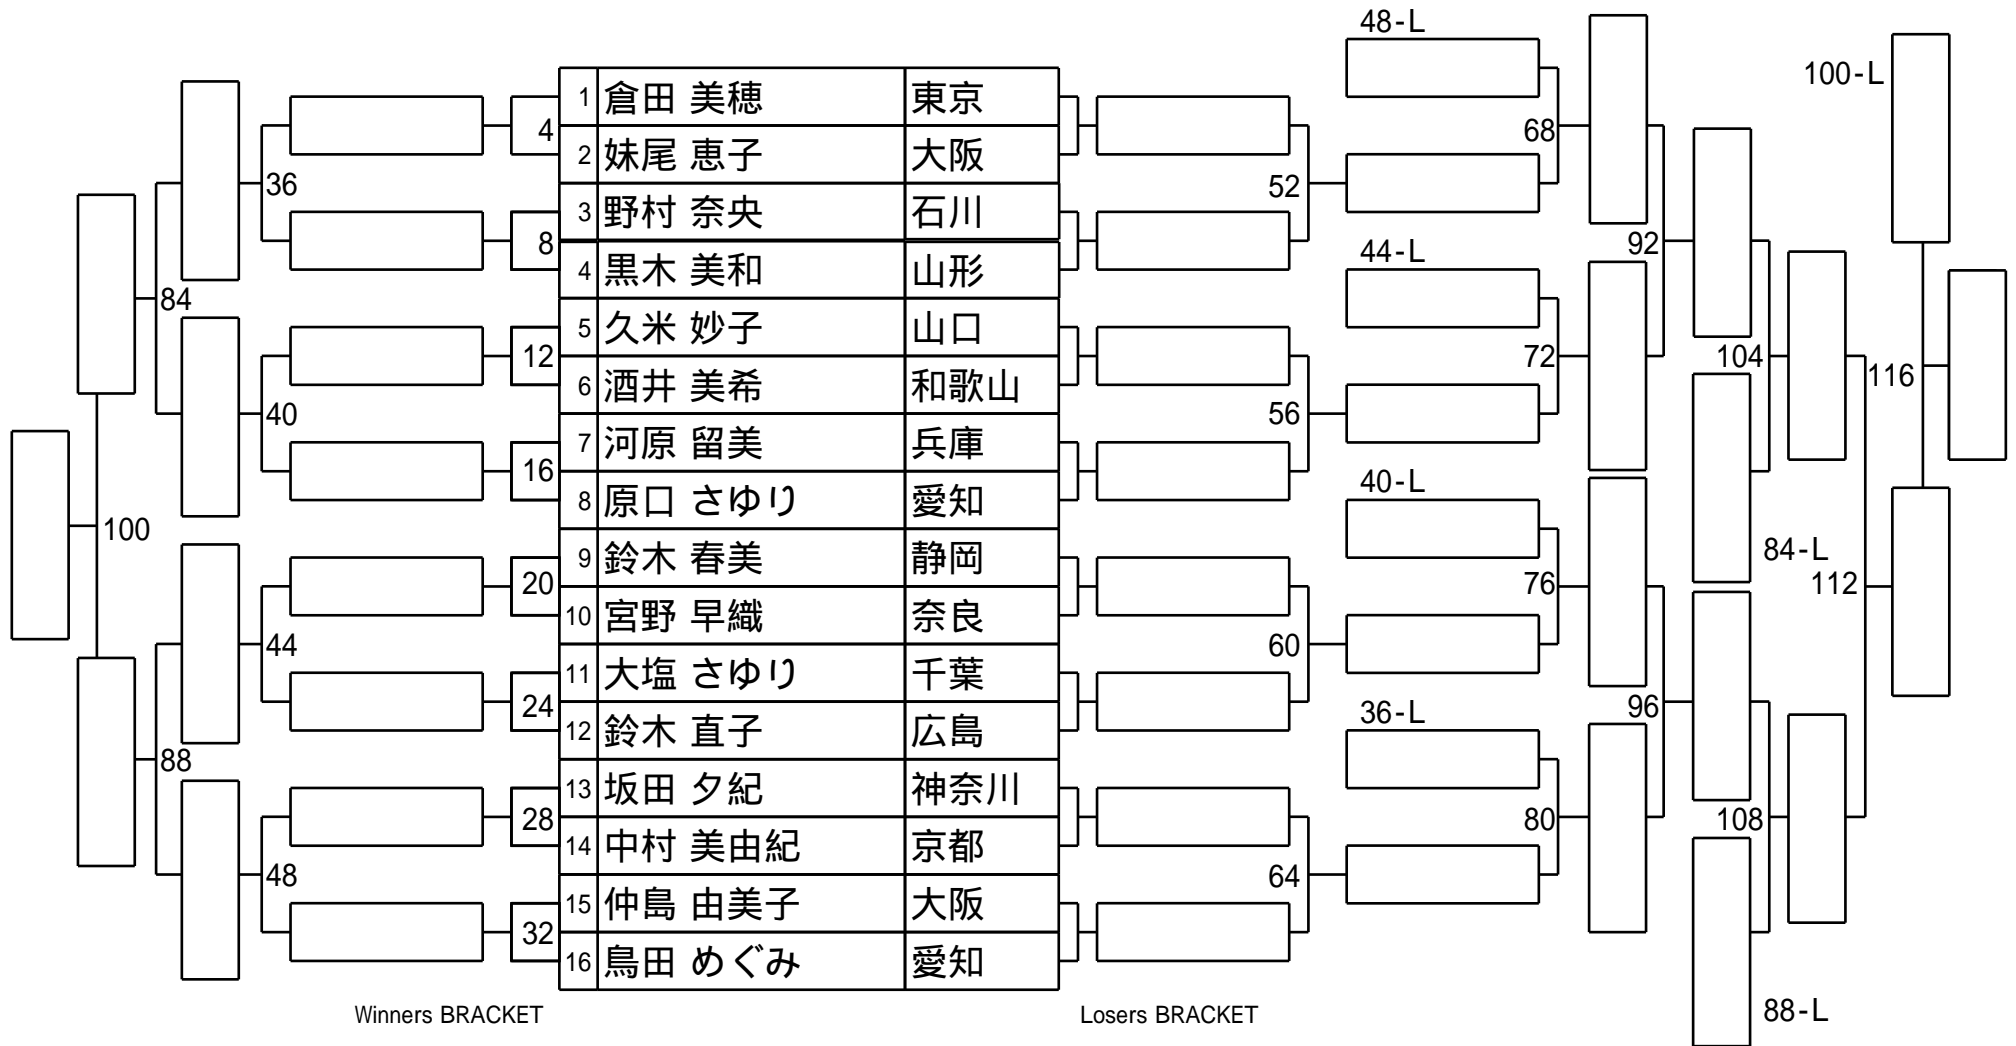 48-L
100-L
1 倉田 美穂 東京
4
68
2 妹尾 恵子 大阪
36
52
3 野村 奈央 石川
8
92
44-L
4 黒木 美和 山形
84
5 久米 妙子 山口
12
72
104
116
6 酒井 美希 和歌山
40
56
7 河原 留美 兵庫
16
40-L
8 原口 さゆり 愛知
100
9 鈴木 春美 静岡
84-L
20
76
112
10 宮野 早織 奈良
44
60
11 大塩 さゆり 千葉
24
96
36-L
12 鈴木 直子 広島
88
13 坂田 夕紀 神奈川
28
80
108
14 中村 美由紀 京都
48
64
15 仲島 由美子 大阪
32
16 鳥田 めぐみ 愛知
Winners BRACKET
Losers BRACKET
88-L